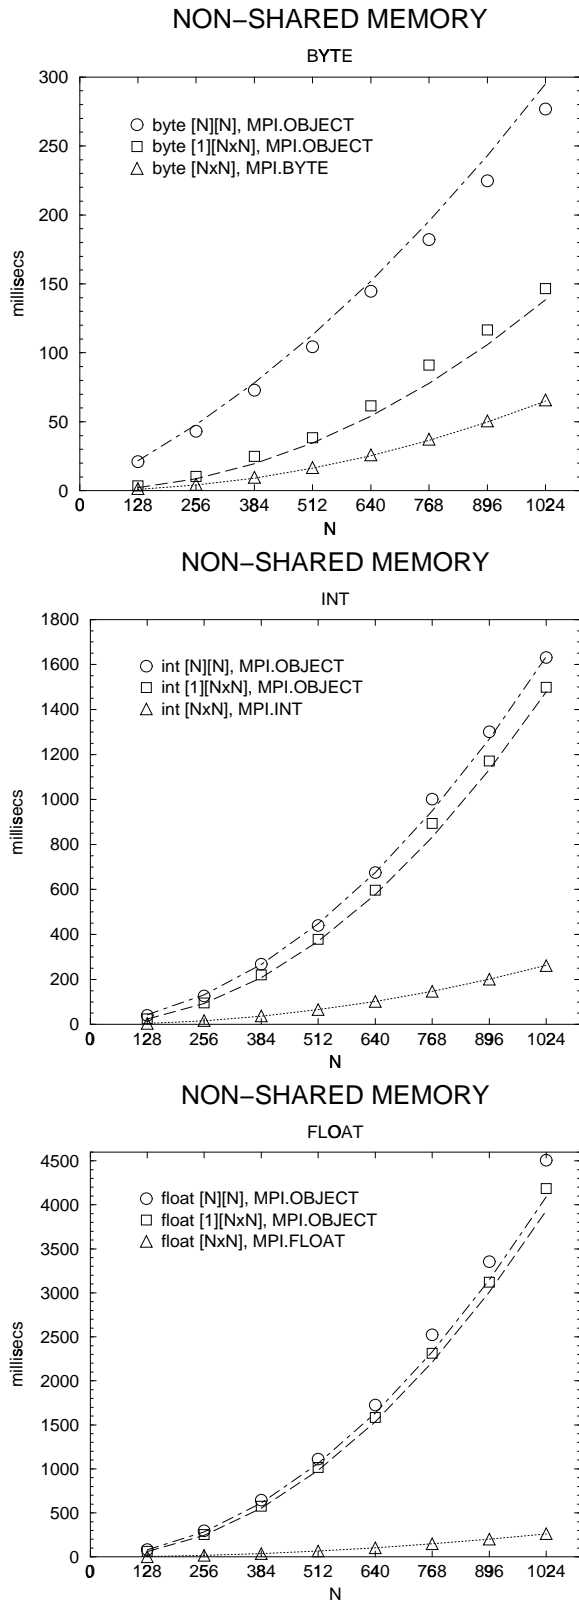 NON−SHARED MEMORY
BYTE
300
250
200
150
100
50
0
millisecs
byte [N][N], MPI.OBJECT
byte [1][NxN], MPI.OBJECT
byte [NxN], MPI.BYTE
0 128 256 384 512 640 768 896 1024
N
NON−SHARED MEMORY
INT
1800
1600
1400
1200
1000
800
600
400
200
0
millisecs
int [N][N], MPI.OBJECT
int [1][NxN], MPI.OBJECT
int [NxN], MPI.INT
0 128 256 384 512 640 768 896 1024
N
NON−SHARED MEMORY
FLOAT
4500
4000
3500
3000
2500
2000
1500
1000
500
0
millisecs
float [N][N], MPI.OBJECT
float [1][NxN], MPI.OBJECT
float [NxN], MPI.FLOAT
0 128 256 384 512 640 768 896 1024
N